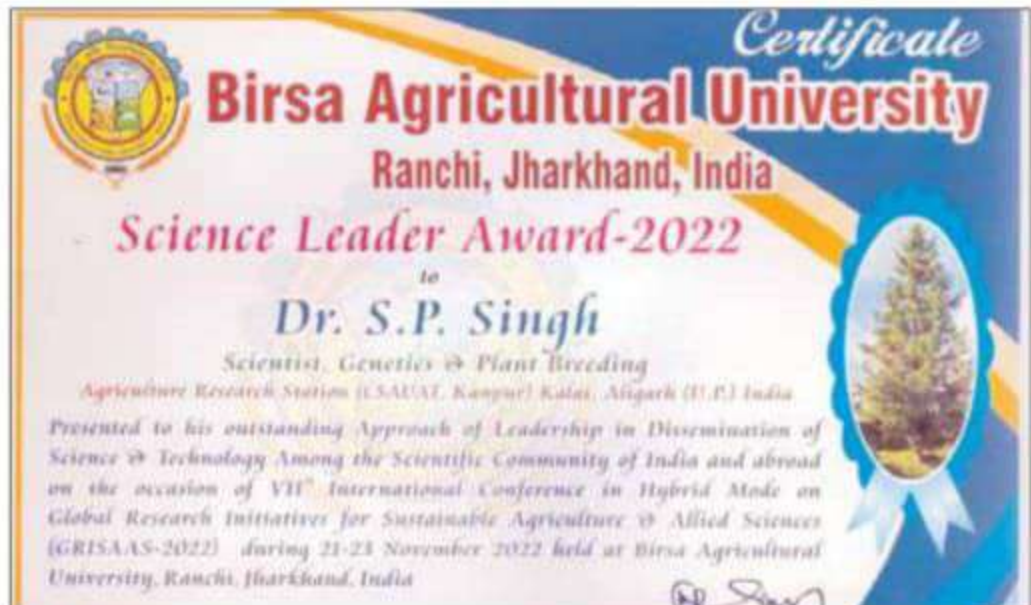 Certificate
Birsa Agricultural University
Ranchi, Jharkhand, India
Science Leader Award-2022
to
Dr. S.P. Singh
Scientist, Genetics & Plant Breeding
Agriculture Research Station (CSAUAT, Kanpur) Kalai, Aligarh (U.P.) India
Presented to his outstanding Approach of Leadership in Dissemination of
Science & Technology Among the Scientific Community of India and abroad
on the occasion of VIIth International Conference in Hybrid Mode on
Global Research Initiatives for Sustainable Agriculture & Allied Sciences
(GRISAAS-2022) during 21-23 November 2022 held at Birsa Agricultural
University, Ranchi, Jharkhand, India